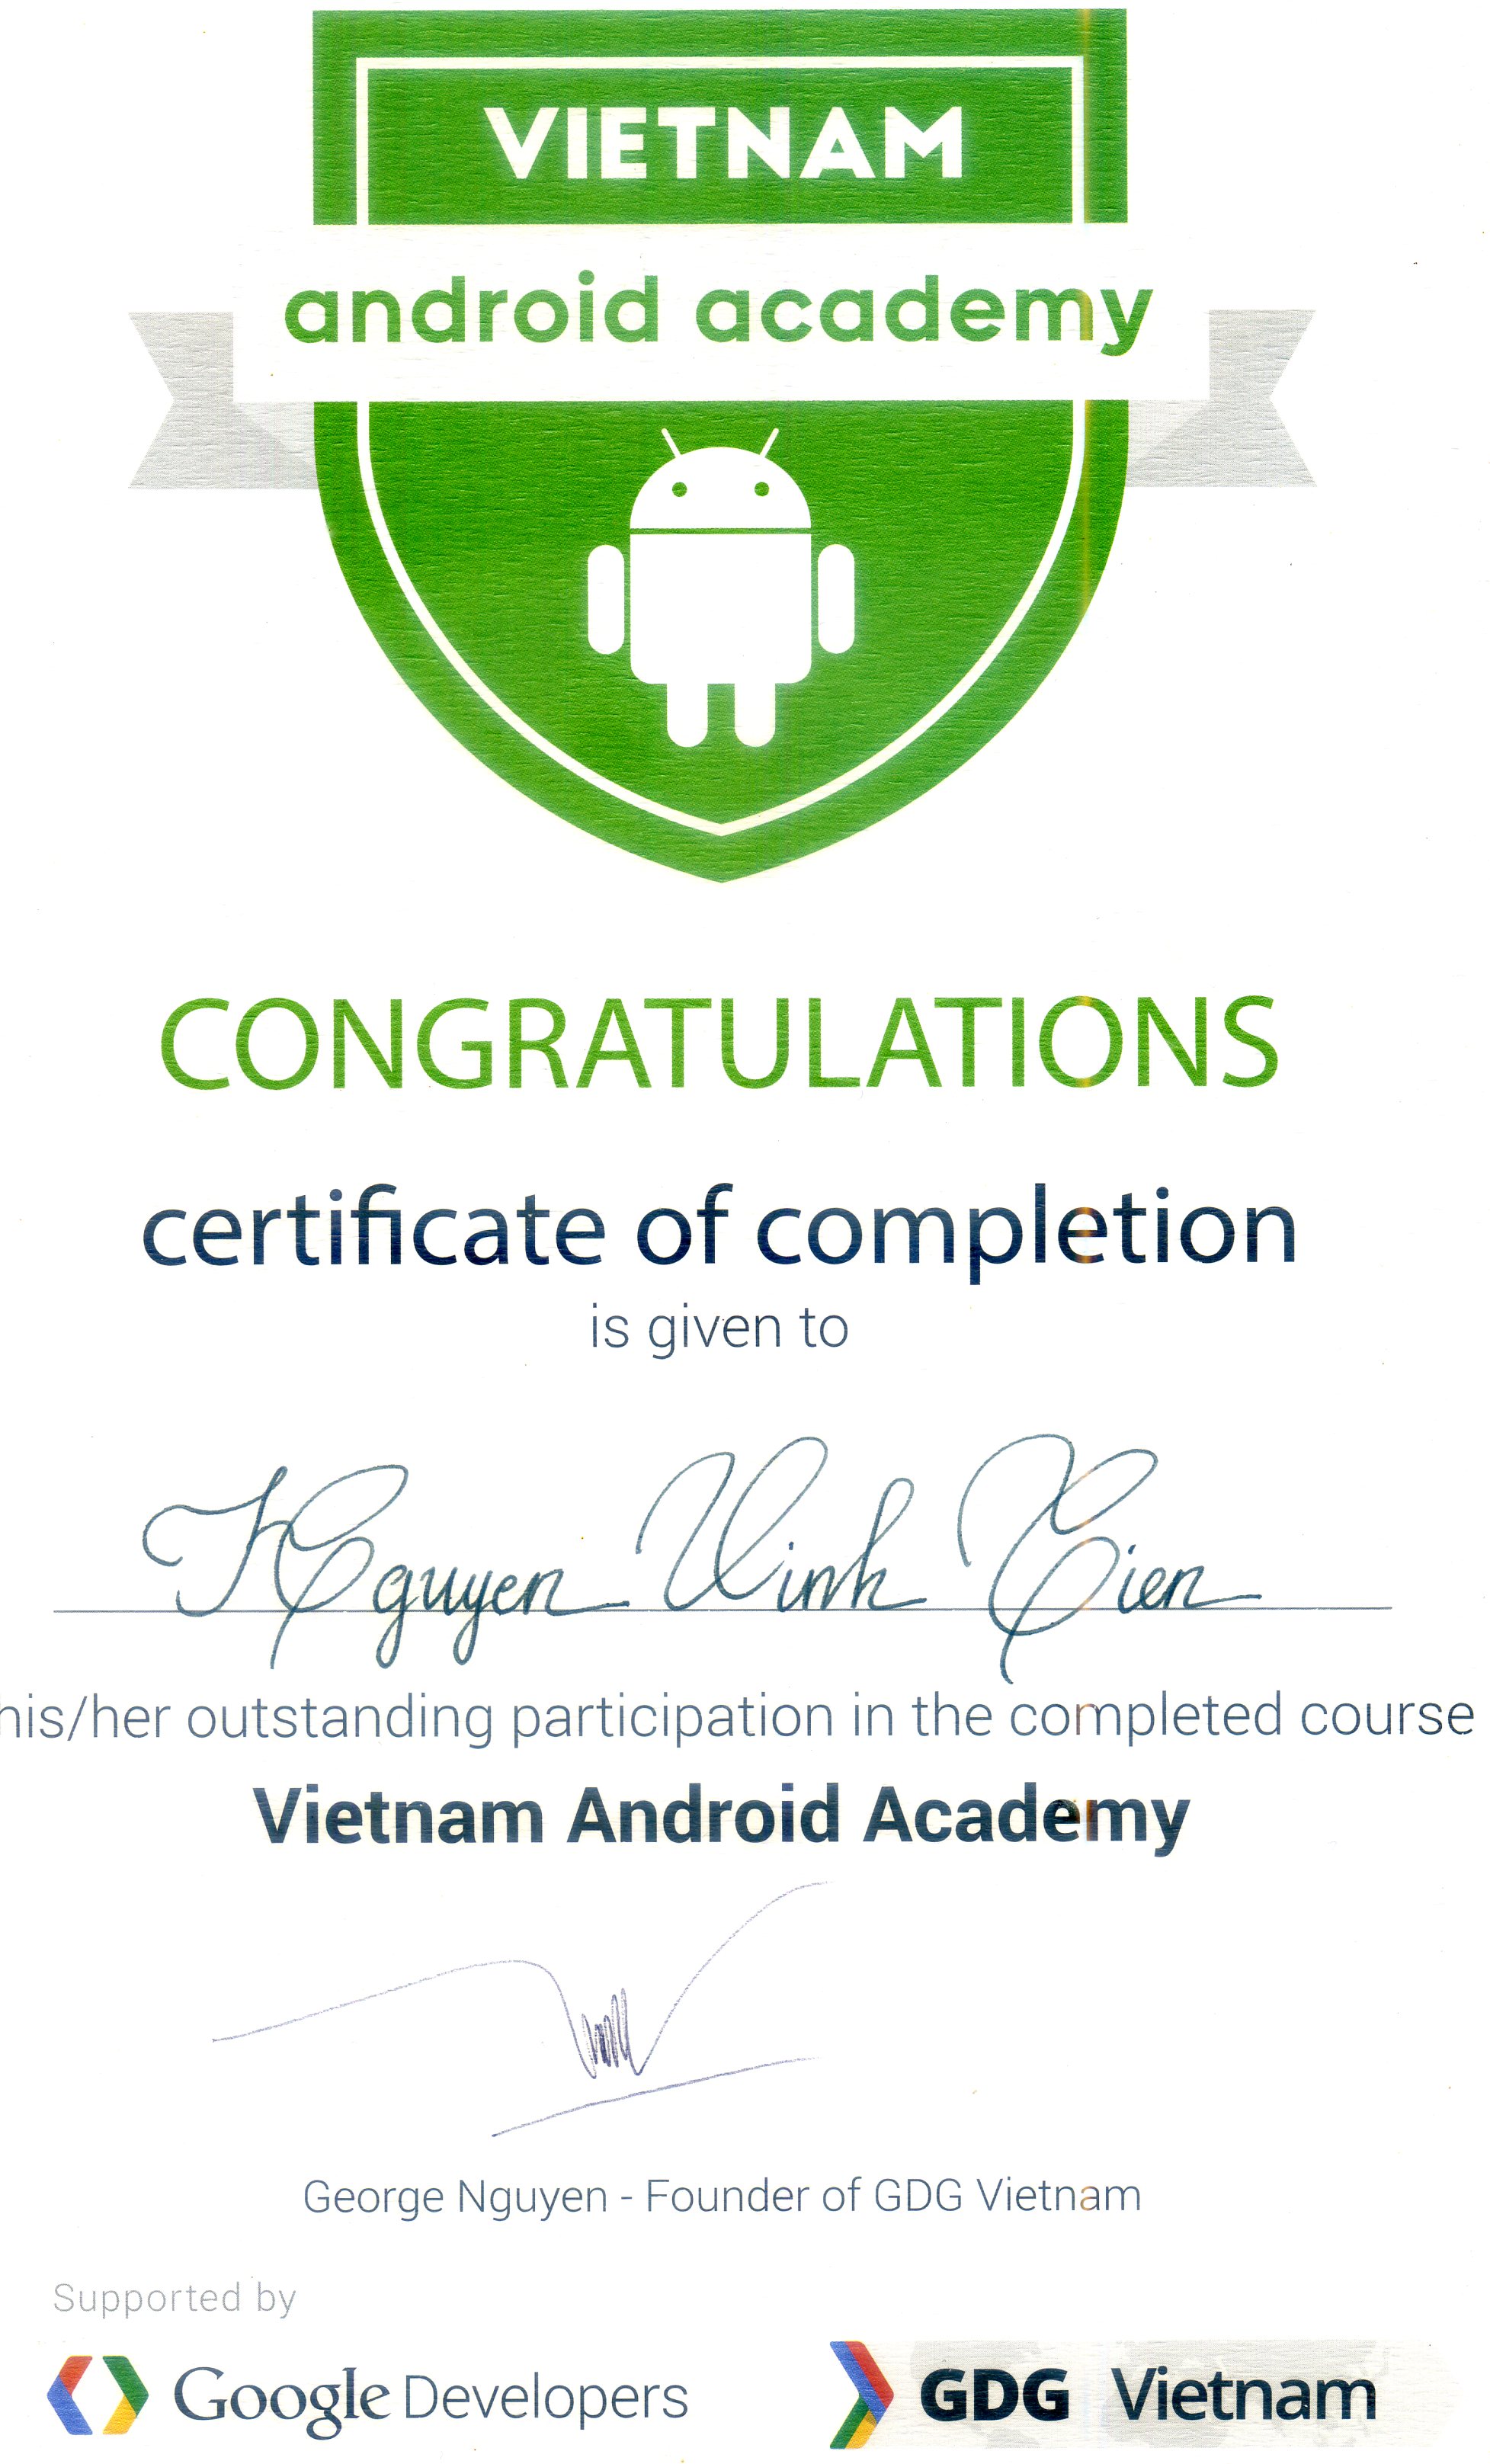 VIETNAM
android academy
CONGRATULATIONS
certificate of completion
is given to
Nguyen Vinh Tien
his/her outstanding participation in the completed course
Vietnam Android Academy
George Nguyen - Founder of GDG Vietnam
Supported by
Google Developers
GDG Vietnam